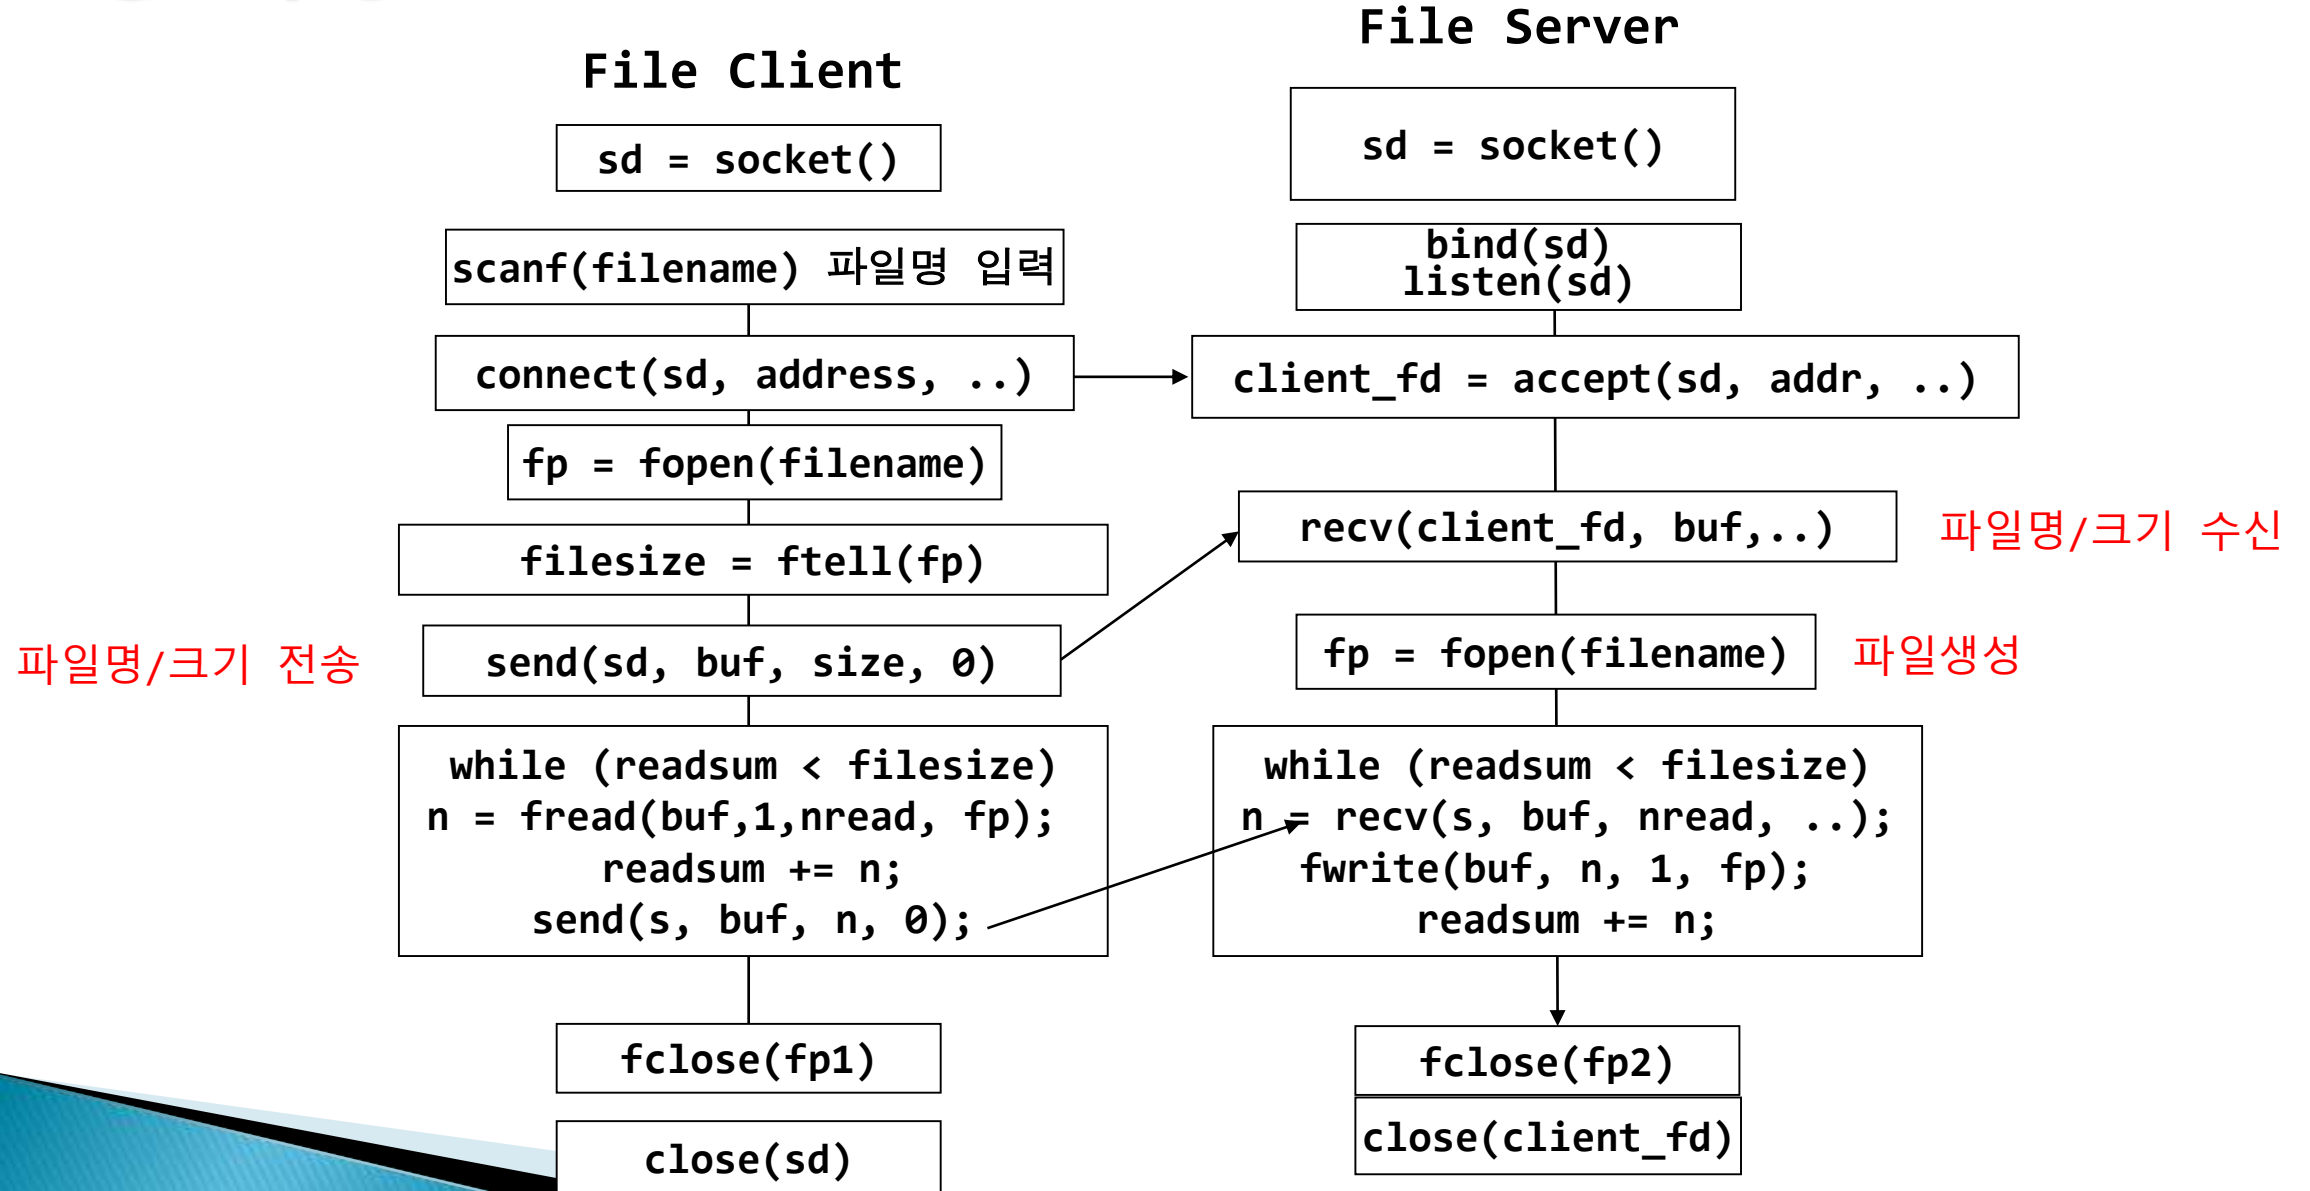 File Client
sd = socket()
scanf(filename) 파일명 입력
connect(sd, address, ..)
fp = fopen(filename)
filesize = ftell(fp)
파일명/크기 전송
send(sd, buf, size, 0)
while (readsum < filesize)
n = fread(buf,1,nread, fp);
readsum += n;
send(s, buf, n, 0);
fclose(fp1)
close(sd)
File Server
sd = socket()
bind(sd)
listen(sd)
client_fd = accept(sd, addr, ..)
recv(client_fd, buf,..)
파일명/크기 수신
fp = fopen(filename)
파일생성
while (readsum < filesize)
n = recv(s, buf, nread, ..);
fwrite(buf, n, 1, fp);
readsum += n;
fclose(fp2)
close(client_fd)